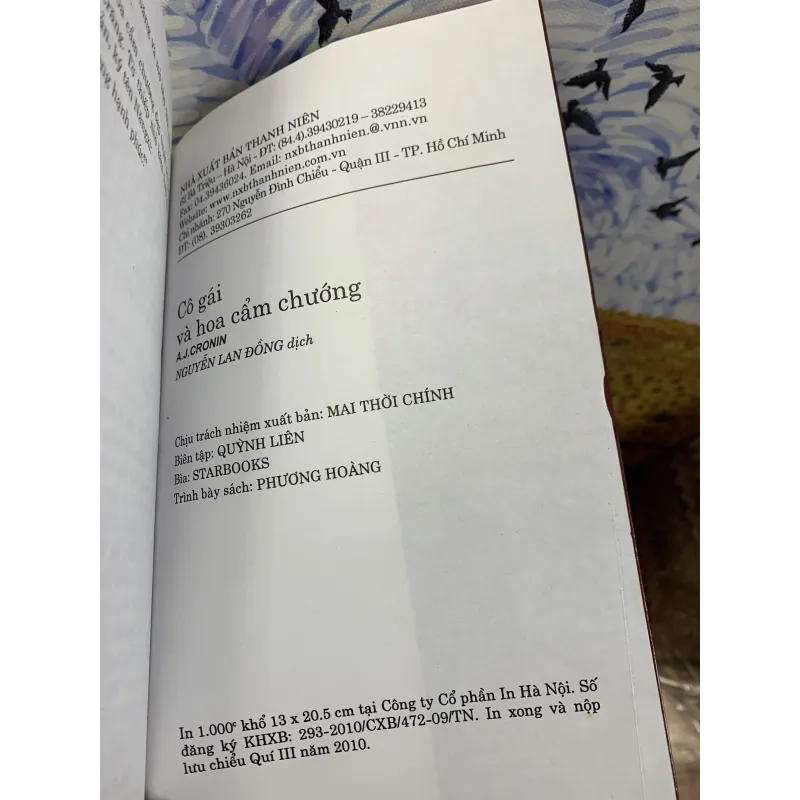 NHÀ XUẤT BẢN THANH NIÊN
62 Bà Triệu – Hà Nội - ĐT: (84.4).39430219 – 38229413
Fax: 04.39436024. Email: nxbthanhnien.@.vnn.vn
Website: www.nxbthanhnien.com.vn
Chi nhánh: 270 Nguyễn Đình Chiểu - Quận III - TP. Hồ Chí Minh
ĐT: (08). 39303262
Cô gái
và hoa cẩm chướng
A.J.CRONIN
NGUYỄN LAN ĐỒNG dịch
Chịu trách nhiệm xuất bản: MAI THỜI CHÍNH
Biên tập: QUỲNH LIÊN
Bìa: STARBOOKS
Trình bày sách: PHƯƠNG HOÀNG
In 1.000c khổ 13 x 20.5 cm tại Công ty Cổ phần In Hà Nội. Số
đăng ký KHXB: 293-2010/CXB/472-09/TN. In xong và nộp
lưu chiểu Quí III năm 2010.